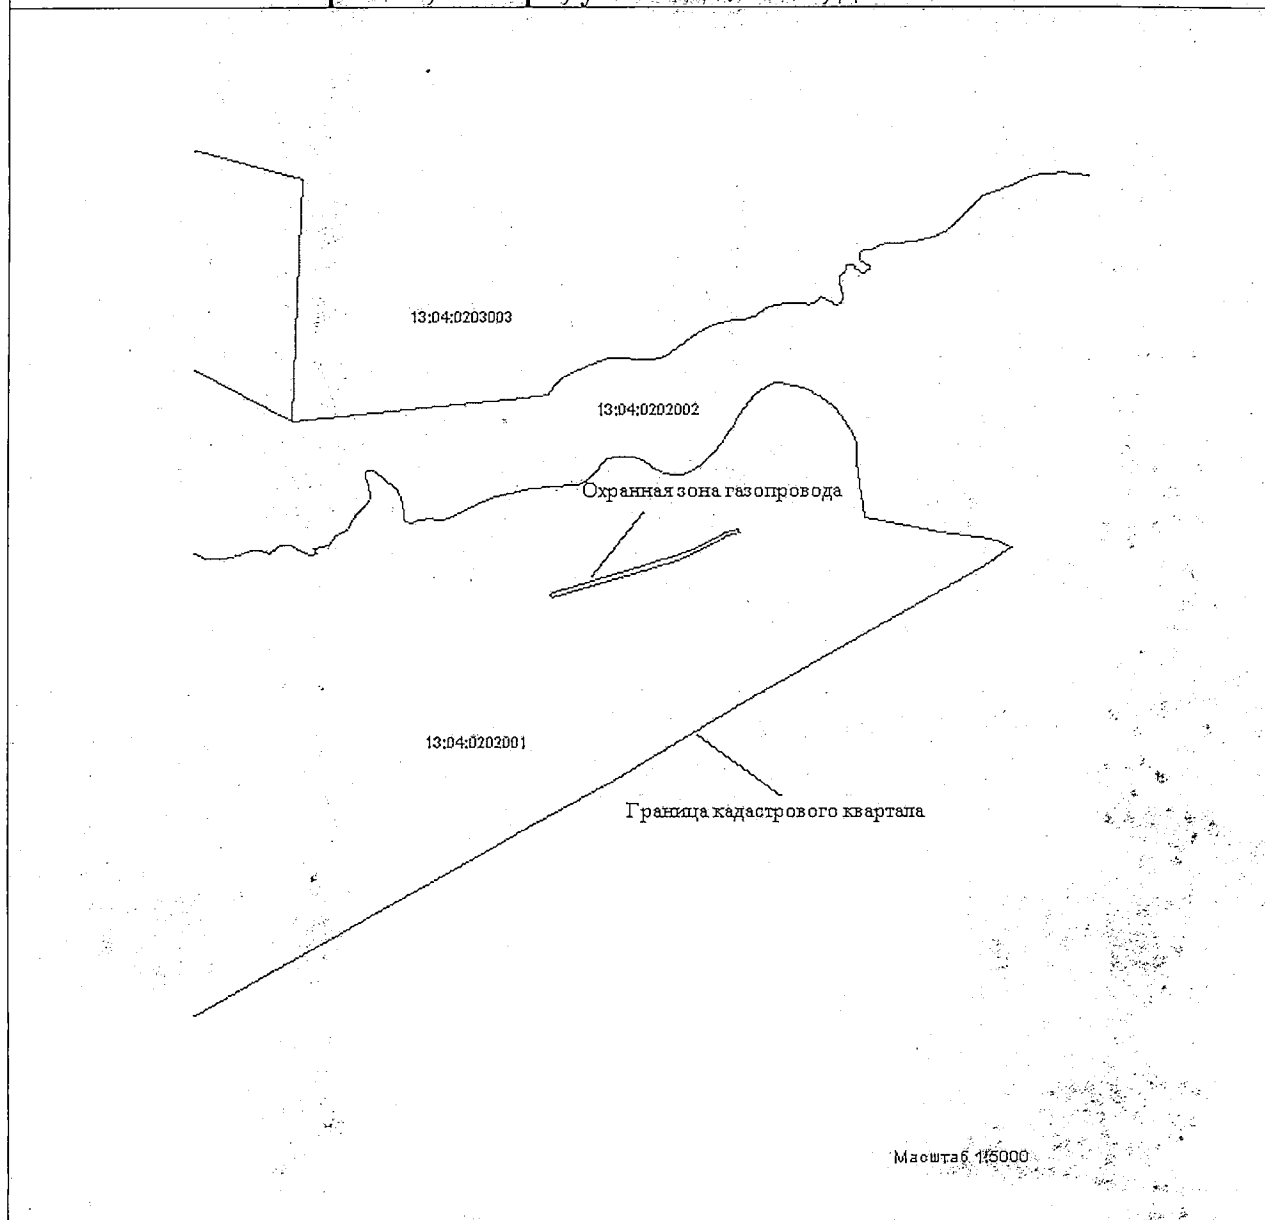 13:04:0203003
13:04:0202002
Охранная зона газопровода
13:04:0202001
Граница кадастрового квартала
Масштаб 1:5000